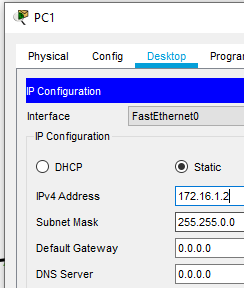 PC1
Physical Config Desktop
IP Configuration
Interface FastEthernet0
IP Configuration
DHCP Static
IPv4 Address 172.16.1.2
Subnet Mask 255.255.0.0
Default Gateway 0.0.0.0
DNS Server 0.0.0.0